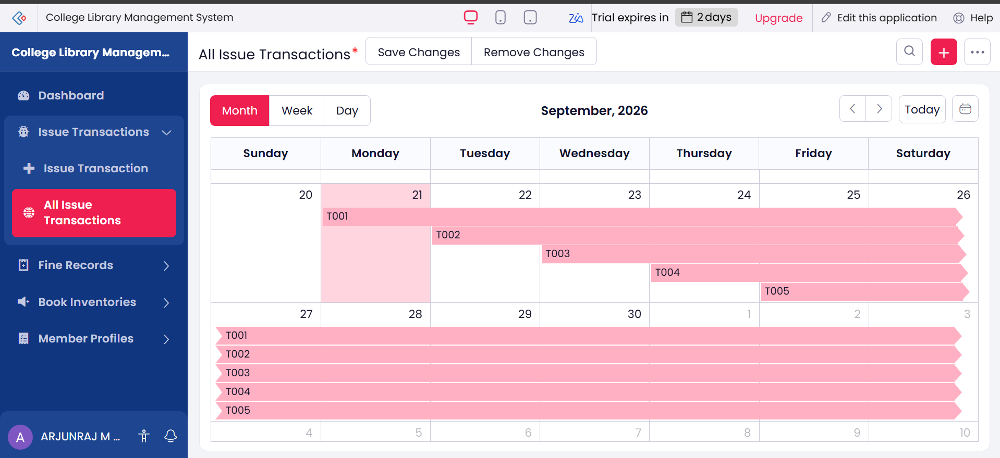 College Library Management System
Zia
Trial expires in
2 days
Upgrade
Edit this application
Help
College Library Managem...
Dashboard
Issue Transactions
Issue Transaction
All Issue
Transactions
Fine Records
Book Inventories
Member Profiles
A
ARJUNRAJ M ...
All Issue Transactions*
Save Changes
Remove Changes
Month
Week
Day
September, 2026
Today
Sunday Monday Tuesday Wednesday Thursday Friday Saturday
20 21 22 23 24 25 26
T001
T002
T003
T004
T005
27 28 29 30 1 2 3
T001
T002
T003
T004
T005
4 5 6 7 8 9 10